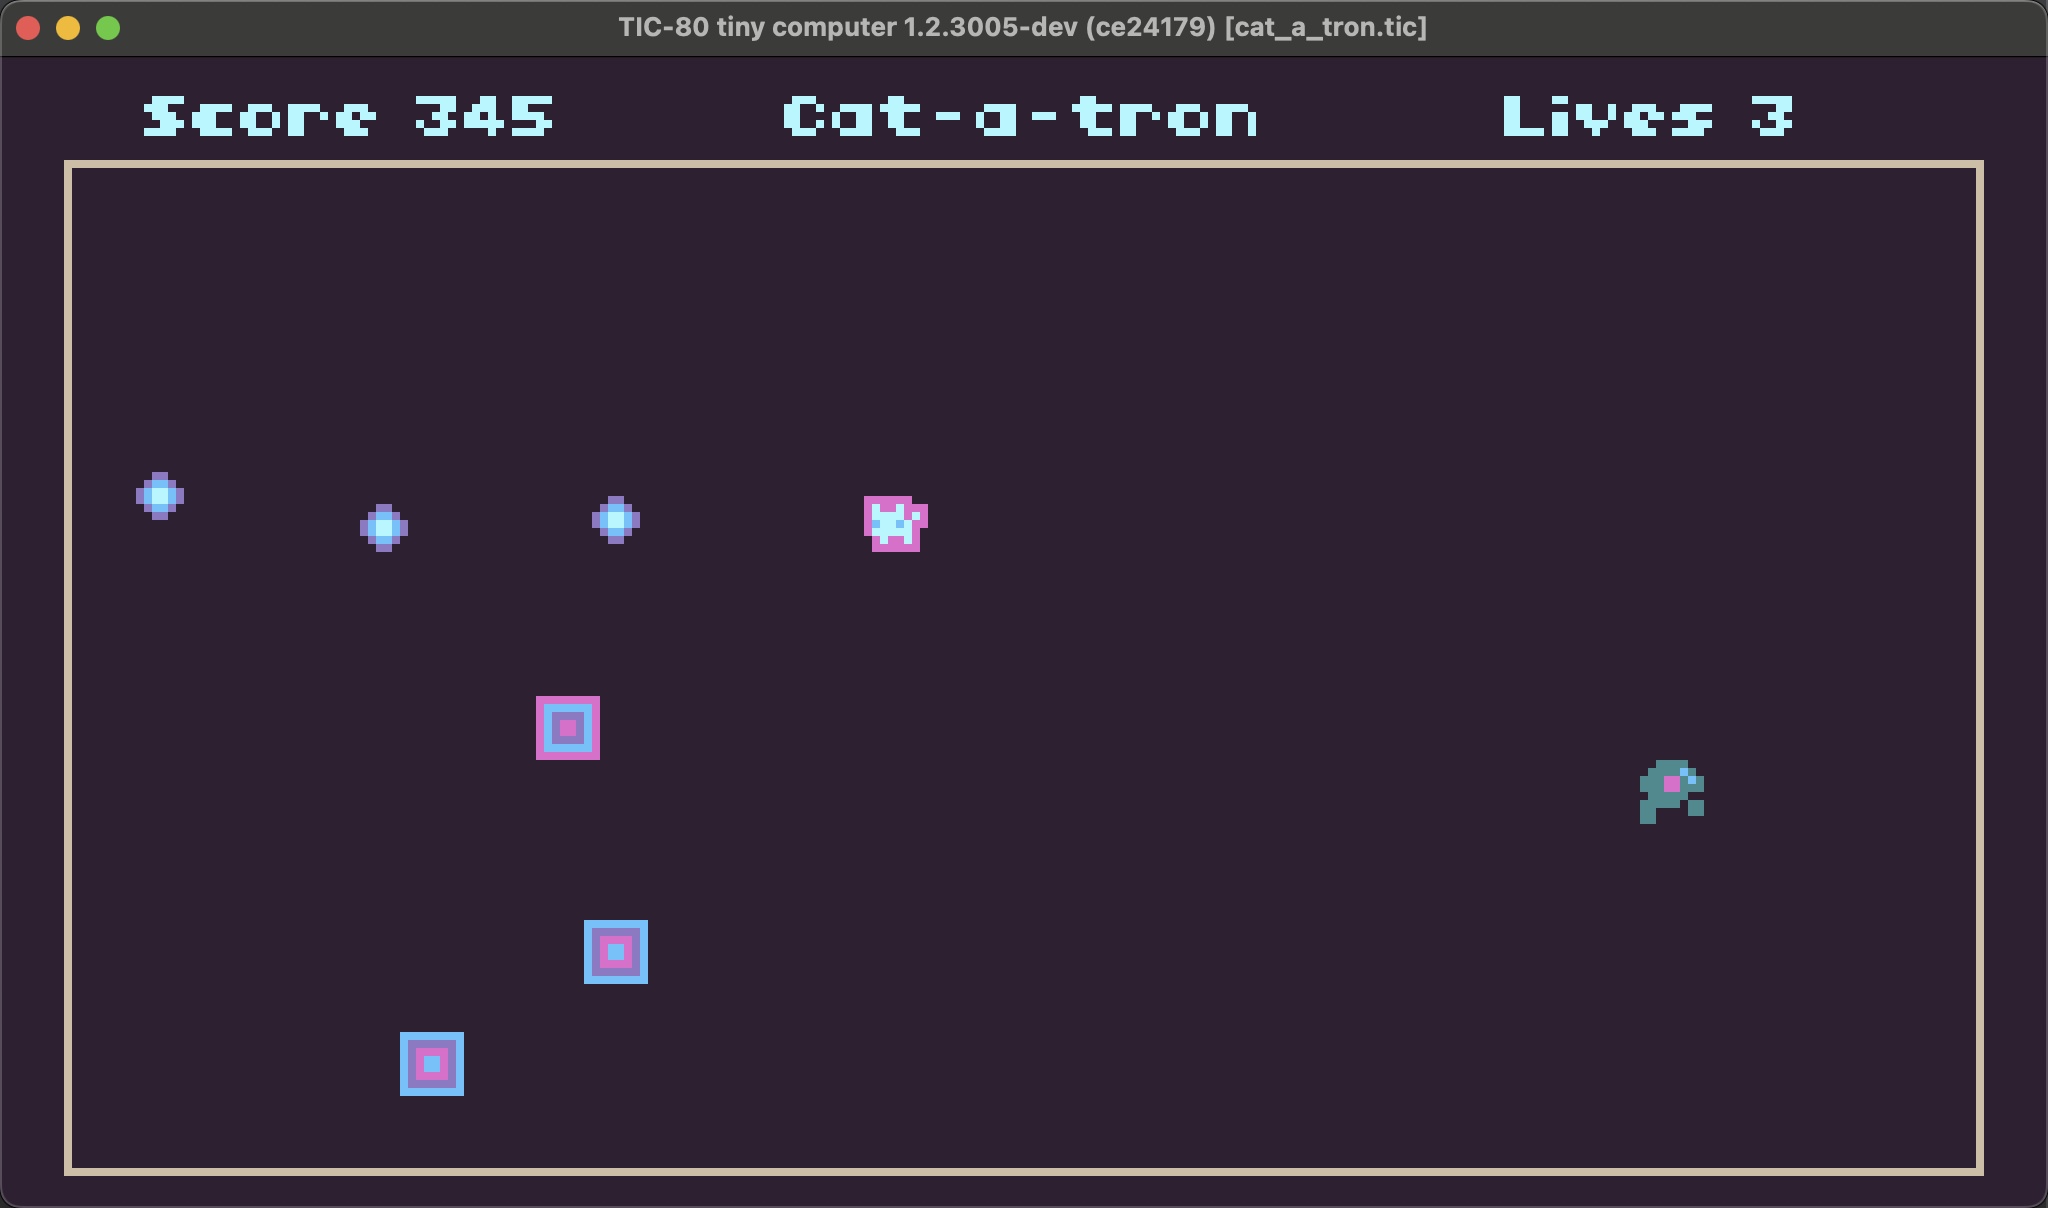 TIC-80 tiny computer 1.2.3005-dev (ce24179) [cat_a_tron.tic]
Score 345 Cat-a-tron Lives 3